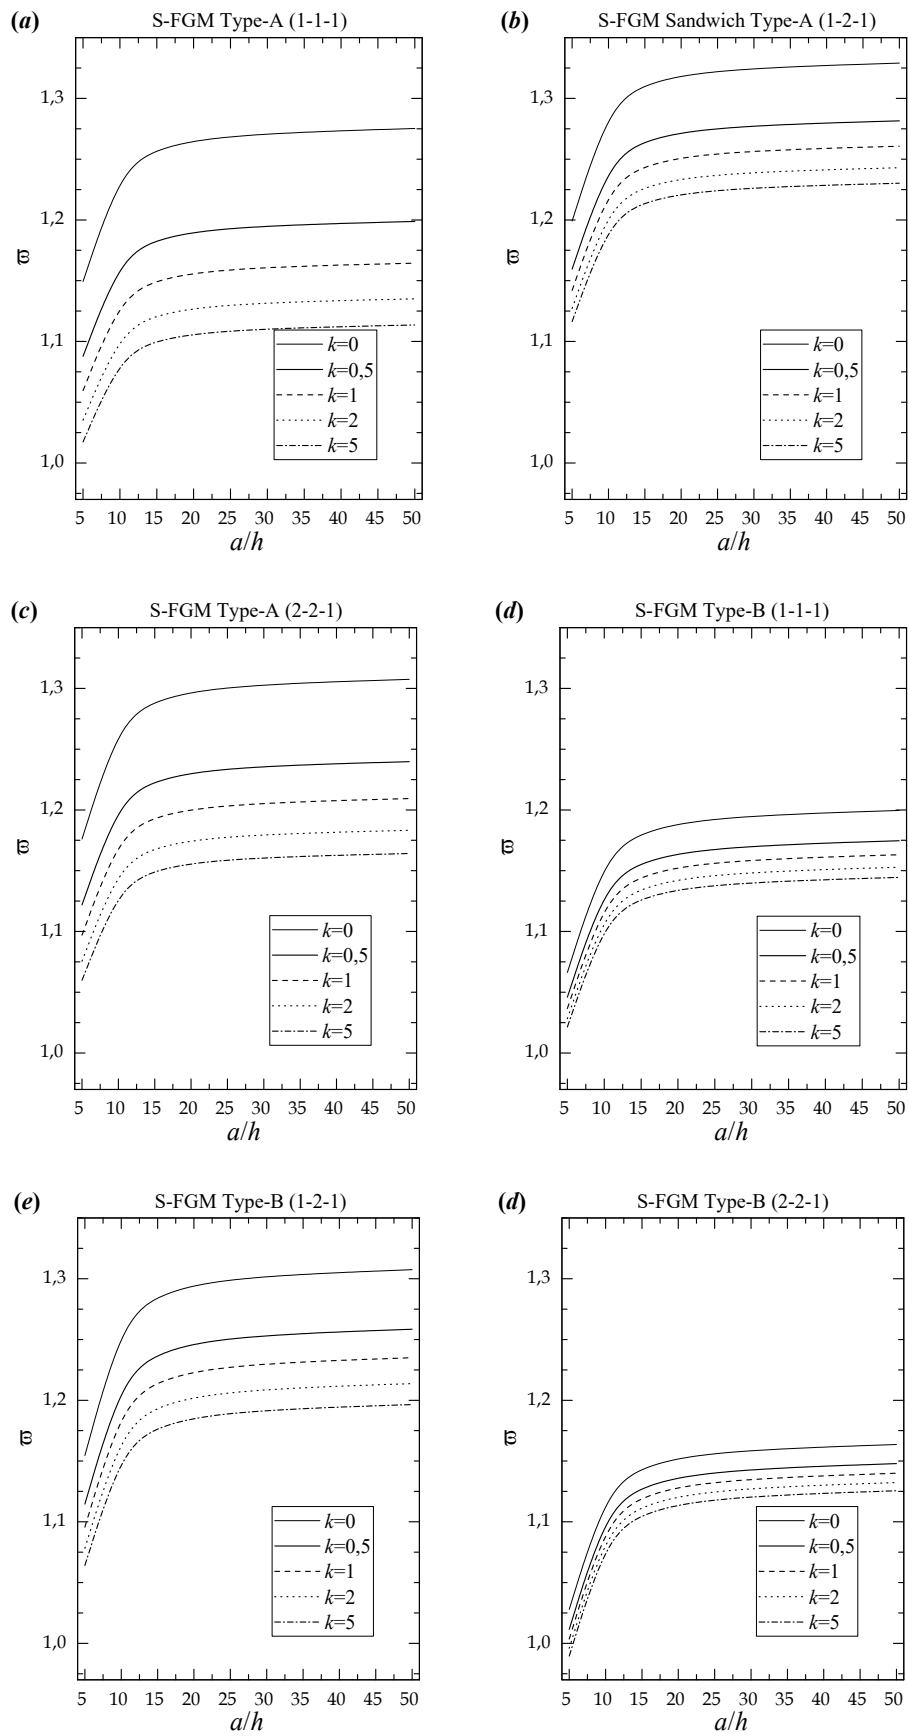 (a) S-FGM Type-A (1-1-1)
1,3
1,2
1,1
1,0
ϖ
k=0
k=0,5
k=1
k=2
k=5
5 10 15 20 25 30 35 40 45 50
a/h
(b) S-FGM Sandwich Type-A (1-2-1)
1,3
1,2
1,1
1,0
ϖ
k=0
k=0,5
k=1
k=2
k=5
5 10 15 20 25 30 35 40 45 50
a/h
(c) S-FGM Type-A (2-2-1)
1,3
1,2
1,1
1,0
ϖ
k=0
k=0,5
k=1
k=2
k=5
5 10 15 20 25 30 35 40 45 50
a/h
(d) S-FGM Type-B (1-1-1)
1,3
1,2
1,1
1,0
ϖ
k=0
k=0,5
k=1
k=2
k=5
5 10 15 20 25 30 35 40 45 50
a/h
(e) S-FGM Type-B (1-2-1)
1,3
1,2
1,1
1,0
ϖ
k=0
k=0,5
k=1
k=2
k=5
5 10 15 20 25 30 35 40 45 50
a/h
(d) S-FGM Type-B (2-2-1)
1,3
1,2
1,1
1,0
ϖ
k=0
k=0,5
k=1
k=2
k=5
5 10 15 20 25 30 35 40 45 50
a/h